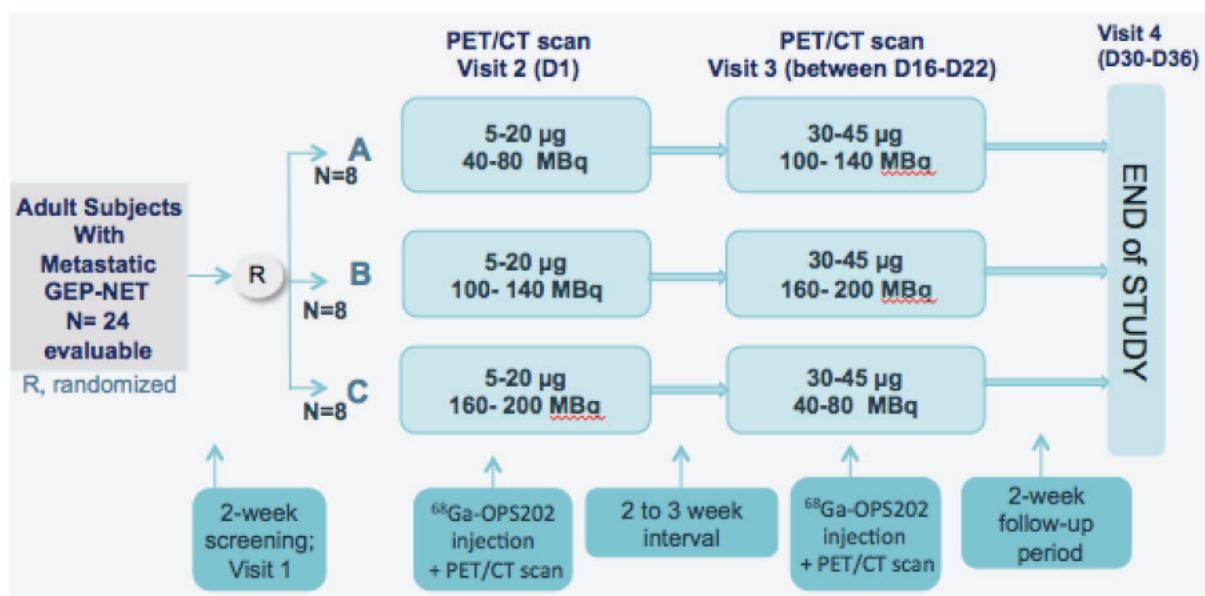 PET/CT scan
Visit 2 (D1)
PET/CT scan
Visit 3 (between D16-D22)
Visit 4
(D30-D36)
Adult Subjects
With
Metastatic
GEP-NET
N= 24
evaluable
R, randomized
R
A
N=8
5-20 µg
40-80 MBq
30-45 µg
100- 140 MBq
B
N=8
5-20 µg
100- 140 MBq
30-45 µg
160- 200 MBq
C
N=8
5-20 µg
160- 200 MBq
30-45 µg
40-80 MBq
END of STUDY
2-week
screening;
Visit 1
⁶⁸Ga-OPS202
injection
+ PET/CT scan
2 to 3 week
interval
⁶⁸Ga-OPS202
injection
+ PET/CT scan
2-week
follow-up
period